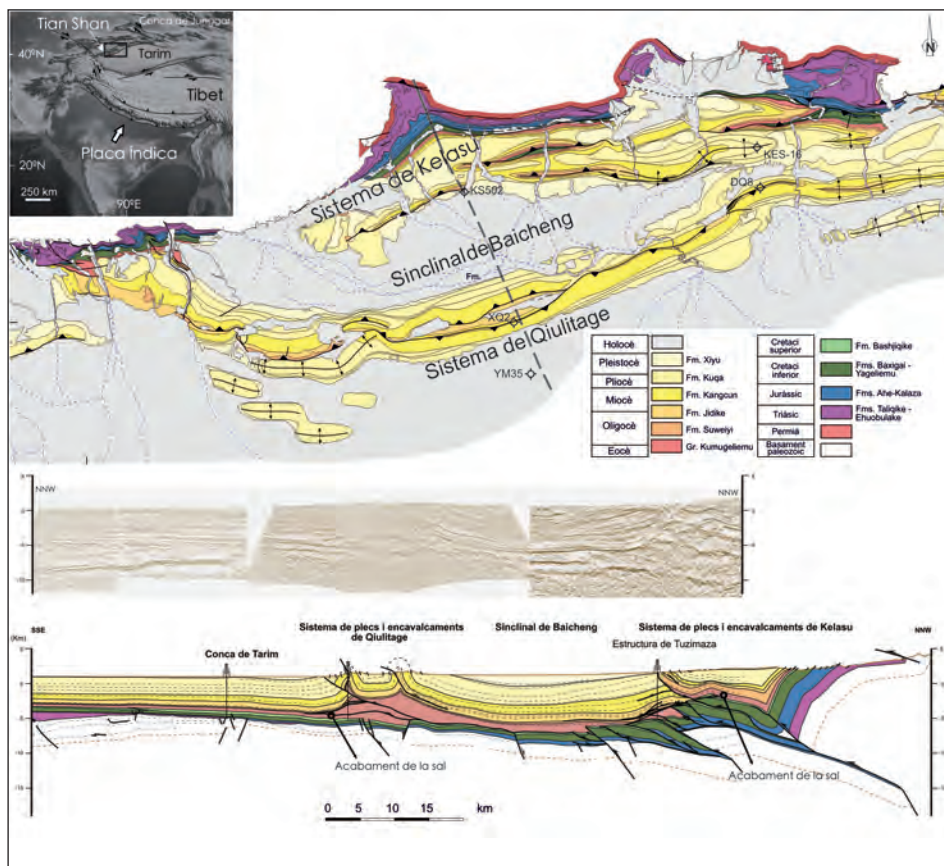 Tian Shan
Conca de Junggal
40ºN
Tarim
Tibet
Placa Índica
20ºN
250 km
90ºE
N
Sistema de Kelasu
KS502
KES-16
DQ8
Sinclinal de Baicheng
Fm.
XQ2
Sistema del Qiulitage
YM35
Holocè
Pleistocè
Fm. Xiyu
Pliocè
Fm. Kuqa
Miocè
Fm. Kangcun
Fm. Jidike
Oligocè
Fm. Suweiyi
Eocè
Gr. Kumugeliemu
Cretaci superior
Fm. Bashjiqike
Cretaci inferior
Fms. Baxigai - Yageliemu
Juràssic
Fms. Ahe-Kalaza
Triàsic
Fms. Taliqike - Ehuobulake
Permià
Basament paleozoic
NNW
NNW
SSE
(Km)
Conca de Tarim
Sistema de plecs i encavalcaments
de Qiulitage
Sinclinal de Baicheng
Sistema de plecs i encavalcaments de Kelasu
Estructura de Tuzimaza
NNW
Acabament de la sal
Acabament de la sal
0 5 10 15 km